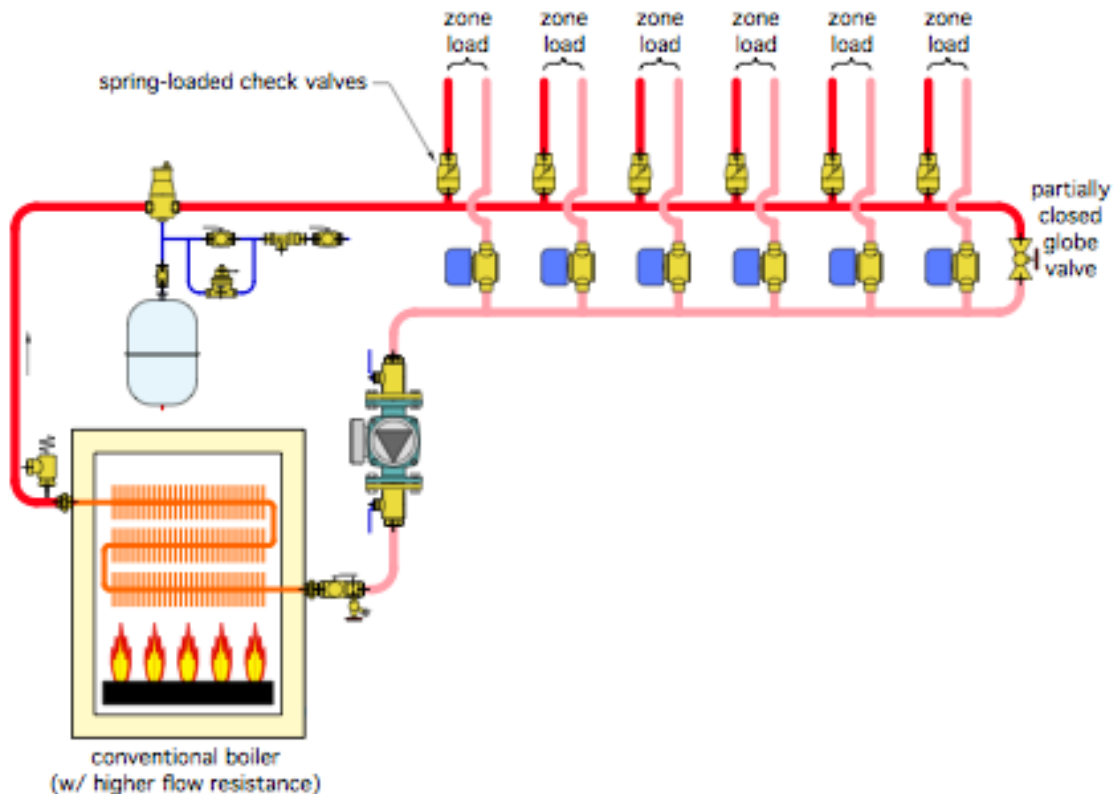 zone zone zone zone zone zone
load load load load load load
spring-loaded check valves
partially
closed
globe
valve
conventional boiler
(w/ higher flow resistance)